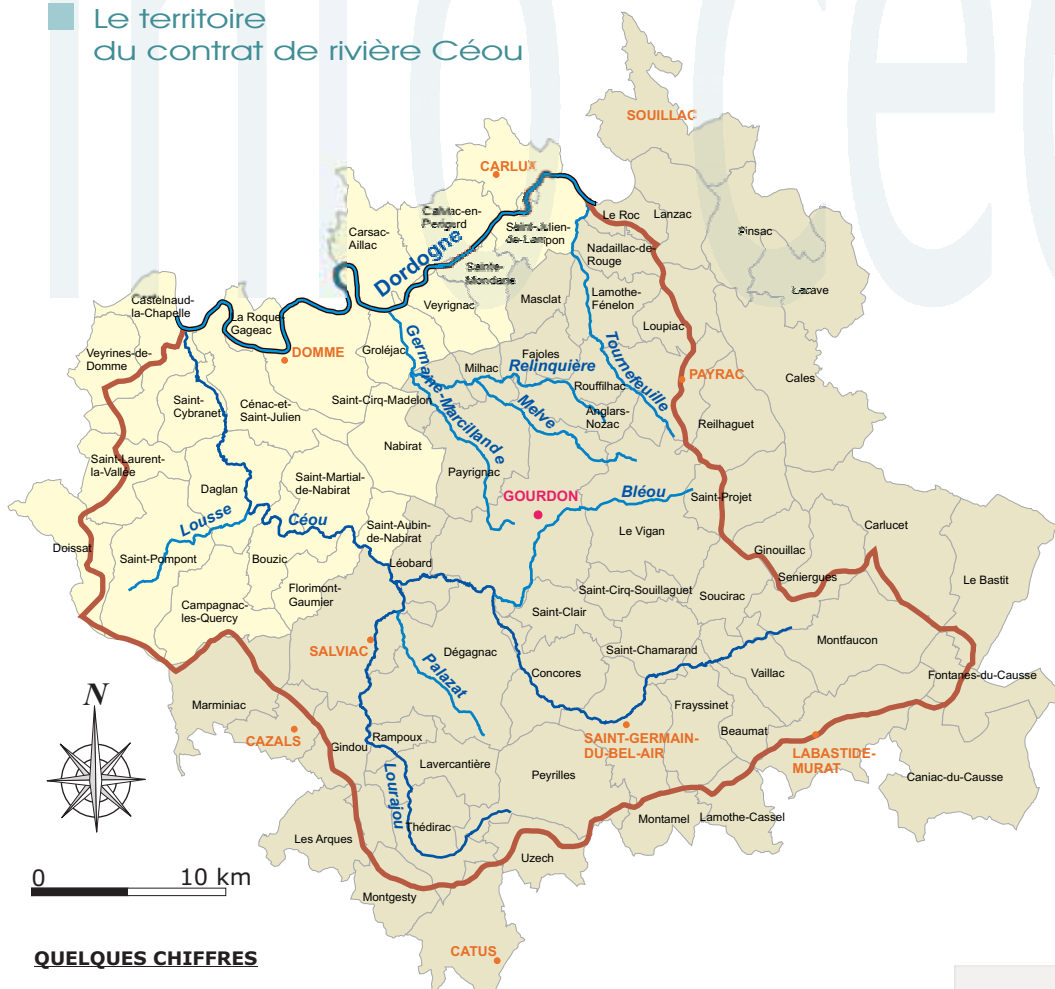 Le territoire
du contrat de rivière Céou
SOUILLAC
CARLUX
Calviac-en-
Périgord
Saint-Julien-
de-Lampon
Le Roc
Lanzac
Pinsac
Carsac-
Aillac
Nadaillac-de-
Rouge
Dordogne
Sainte-
Mondane
Lacave
Castelnaud-
la-Chapelle
Veyrignac
Masclat
Lamothe-
Fénelon
La Roque-
Gageac
Loupiac
Veyrines-de-
Domme
DOMME
Groléjac
Germaine-Marcillande
Milhac
Fajoles
Relinquière
Tournefeuille
PAYRAC
Cales
Rouffilhac
Saint-
Cybranet
Cénac-et-
Saint-Julien
Saint-Cirq-Madelon
Melve
Anglars-
Nozac
Reilhaguet
Nabirat
Saint-Laurent-
la-Vallée
Daglan
Saint-Martial-
de-Nabirat
Payrignac
GOURDON
Bléou
Saint-Projet
Lousse
Céou
Saint-Aubin-
de-Nabirat
Le Vigan
Carlucet
Doissat
Saint-Pompont
Bouzic
Léobard
Ginouillac
Seniergues
Le Bastit
Florimont-
Gaumier
Saint-Cirq-Souillaguet
Soucirac
Campagnac-
les-Quercy
Saint-Clair
SALVIAC
Dégagnac
Saint-Chamarand
Montfaucon
Palazat
Concores
Vaillac
Fontanes-du-Causse
N
Marminiac
Frayssinet
CAZALS
Gindou
Rampoux
SAINT-GERMAIN-
DU-BEL-AIR
Beaumat
LABASTIDE-
MURAT
Lavercantière
Peyrilles
Caniac-du-Causse
Lourajou
Thédirac
Montamel
Lamothe-Cassel
Les Arques
Uzech
0 10 km
Montgesty
CATUS
QUELQUES CHIFFRES